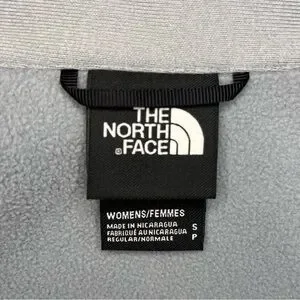 THE
NORTH
FACE
WOMENS/FEMMES
MADE IN NICARAGUA
FABRIQUÉ AU NICARAGUA
REGULAR/NORMALE
S
P